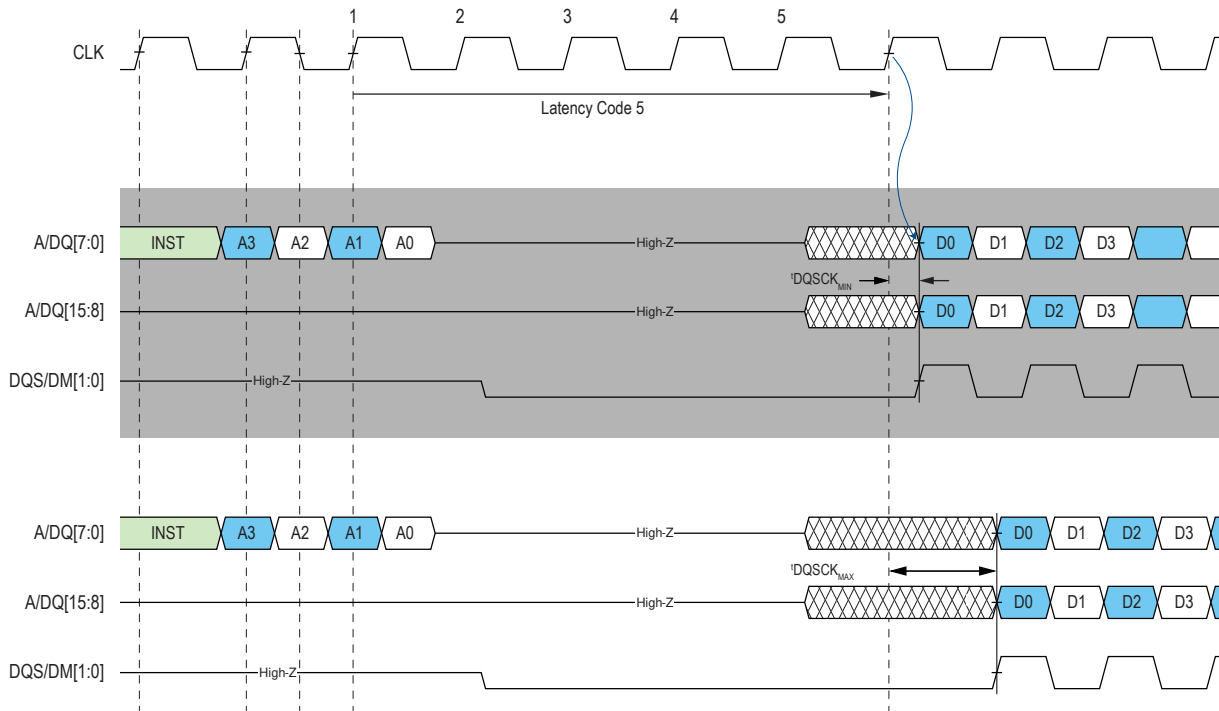 1 2 3 4 5
CLK
Latency Code 5
A/DQ[7:0] INST A3 A2 A1 A0 High-Z D0 D1 D2 D3
tDQSCKMIN
A/DQ[15:8] High-Z D0 D1 D2 D3
DQS/DM[1:0] High-Z
A/DQ[7:0] INST A3 A2 A1 A0 High-Z D0 D1 D2 D3
tDQSCKMAX
A/DQ[15:8] High-Z D0 D1 D2 D3
DQS/DM[1:0] High-Z